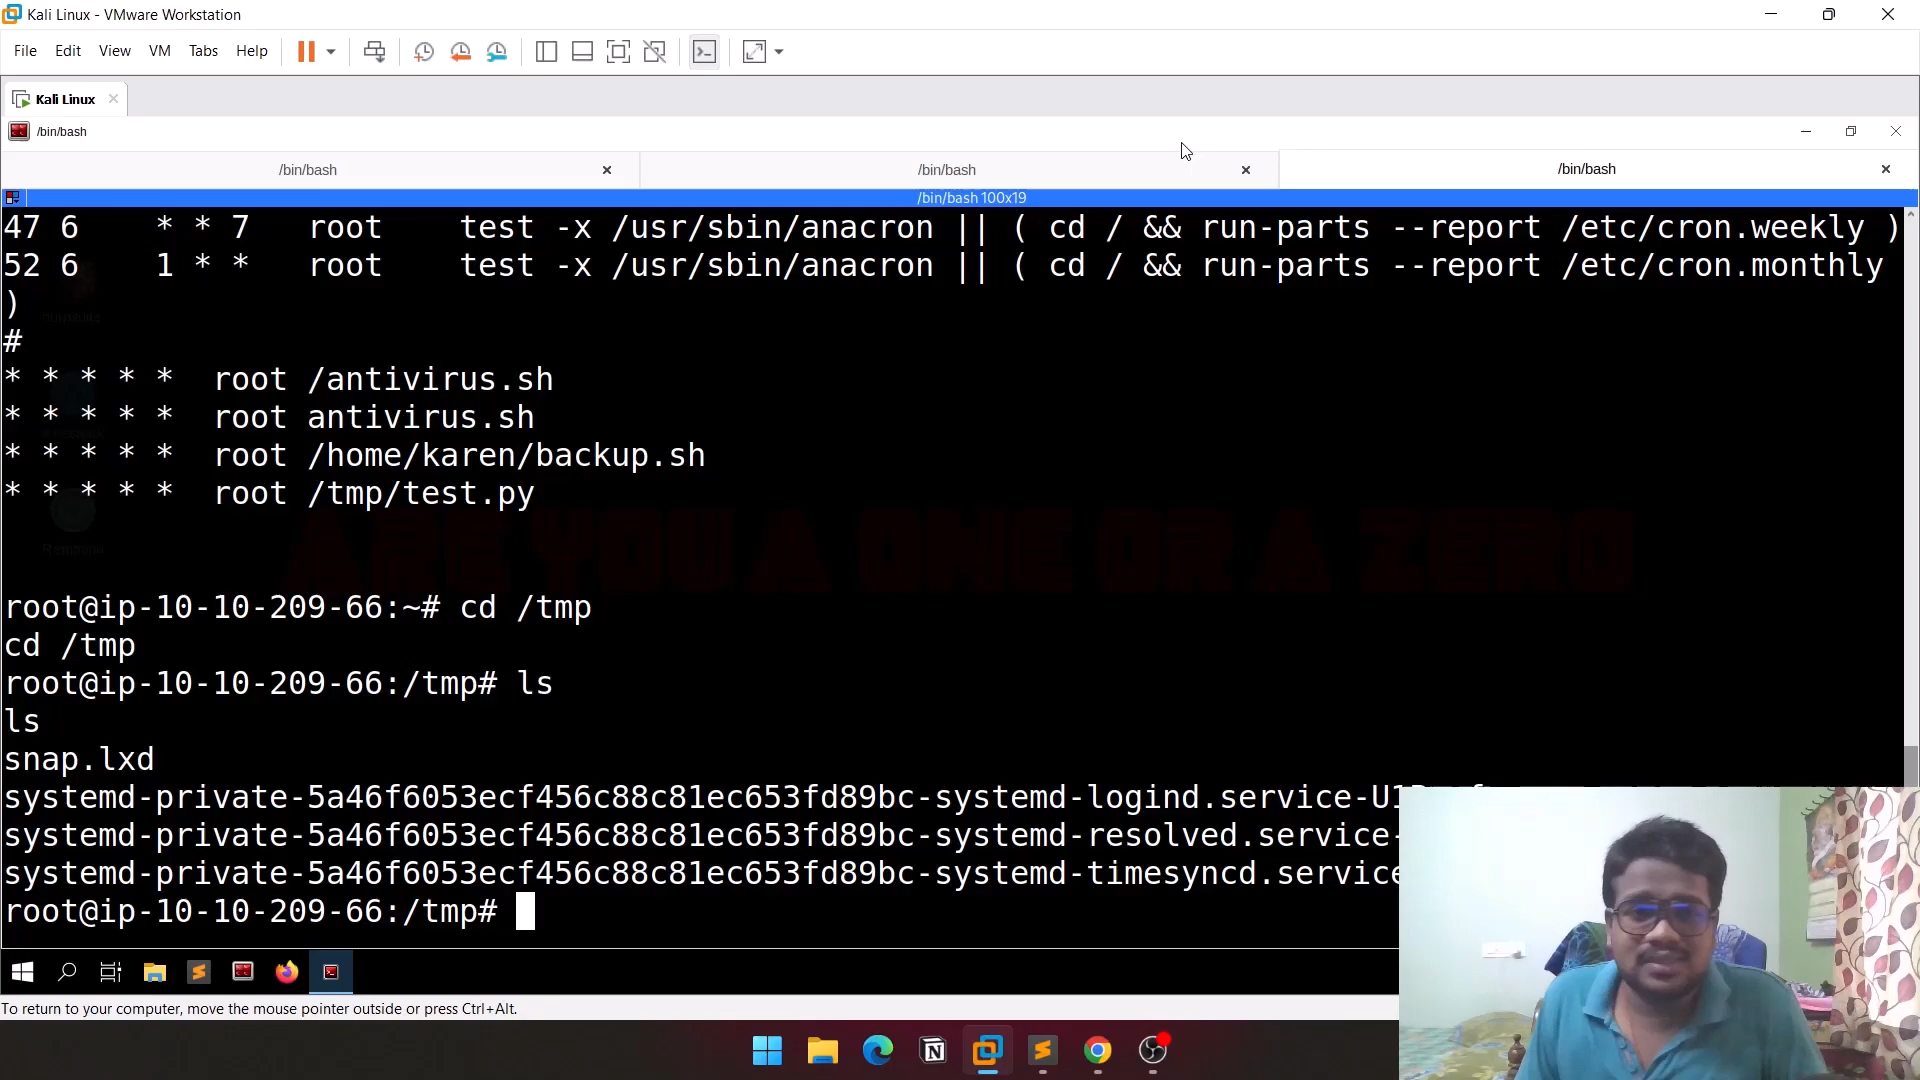 Kali Linux - VMware Workstation
File Edit View VM Tabs Help
Kali Linux
/bin/bash
/bin/bash /bin/bash /bin/bash
/bin/bash 100x19
47 6 * * 7 root test -x /usr/sbin/anacron || ( cd / && run-parts --report /etc/cron.weekly )
52 6 1 * * root test -x /usr/sbin/anacron || ( cd / && run-parts --report /etc/cron.monthly
)
#
* * * * * root /antivirus.sh
* * * * * root antivirus.sh
* * * * * root /home/karen/backup.sh
* * * * * root /tmp/test.py
ARE YOU A ONE OR A ZERO
root@ip-10-10-209-66:~# cd /tmp
cd /tmp
root@ip-10-10-209-66:/tmp# ls
ls
snap.lxd
systemd-private-5a46f6053ecf456c88c81ec653fd89bc-systemd-logind.service-
systemd-private-5a46f6053ecf456c88c81ec653fd89bc-systemd-resolved.service-
systemd-private-5a46f6053ecf456c88c81ec653fd89bc-systemd-timesyncd.service
root@ip-10-10-209-66:/tmp#
To return to your computer, move the mouse pointer outside or press Ctrl+Alt.